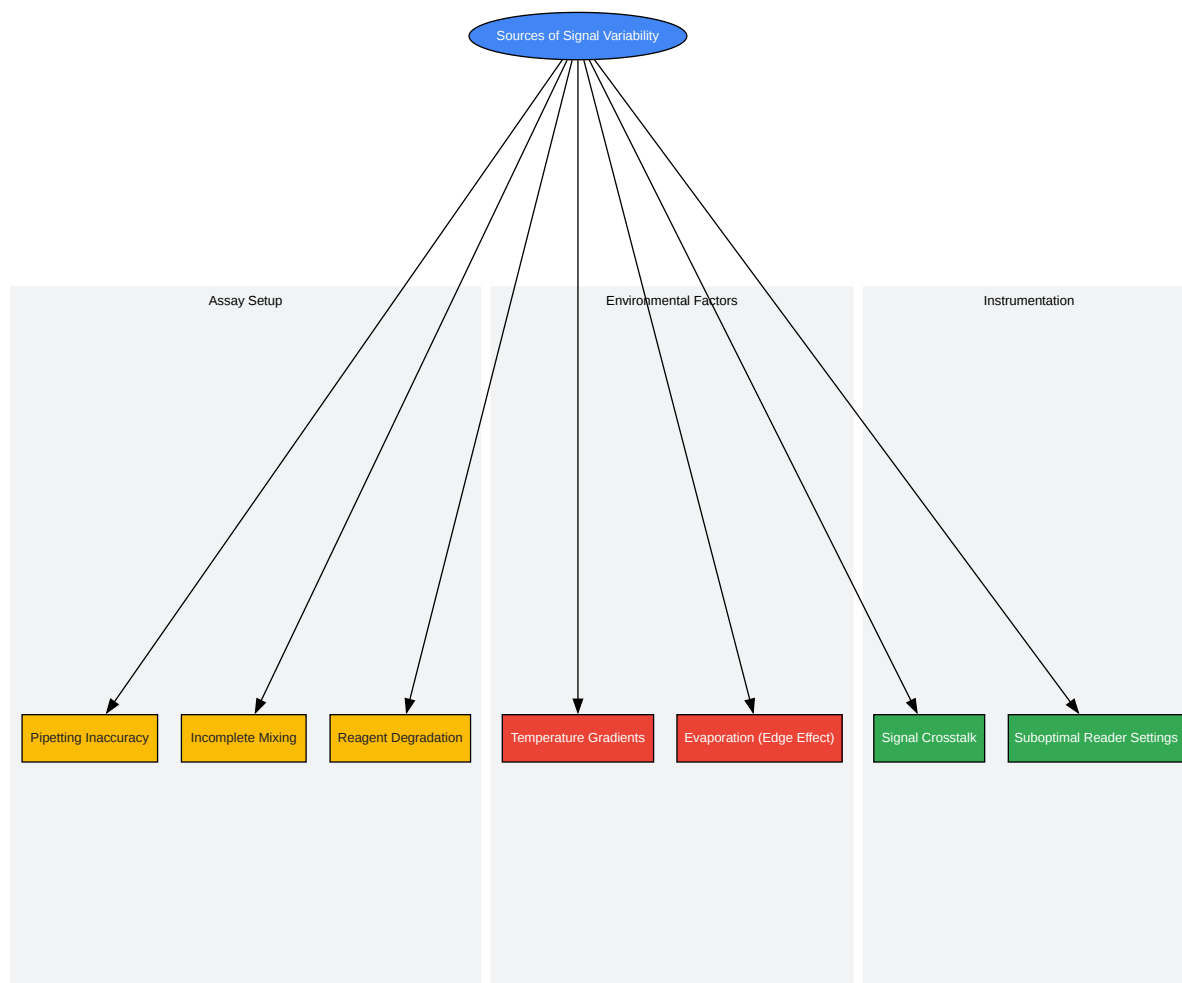 Sources of Signal Variability
Assay Setup
Environmental Factors
Instrumentation
Pipetting Inaccuracy
Incomplete Mixing
Reagent Degradation
Temperature Gradients
Evaporation (Edge Effect)
Signal Crosstalk
Suboptimal Reader Settings